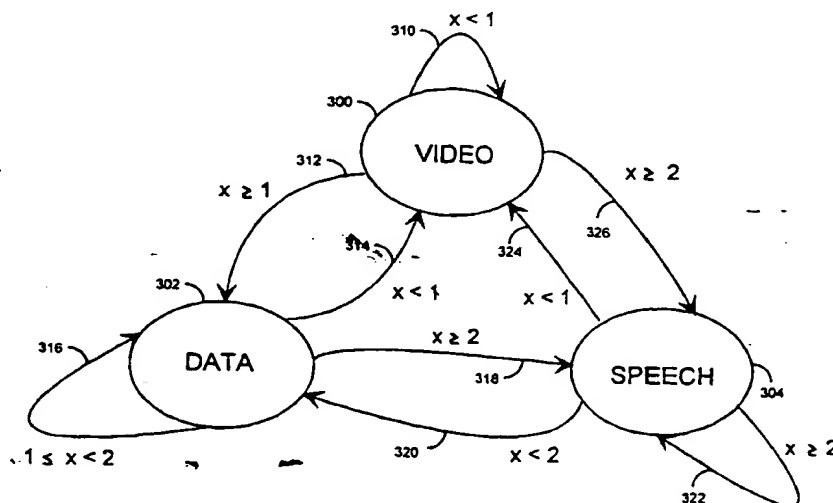 310
x < 1
300
VIDEO
312
x ≥ 1
x ≥ 2
326
314
324
302
x < 1
x < 1
316
DATA
x ≥ 2
318
SPEECH
304
1 ≤ x < 2
320
x < 2
x ≥ 2
322